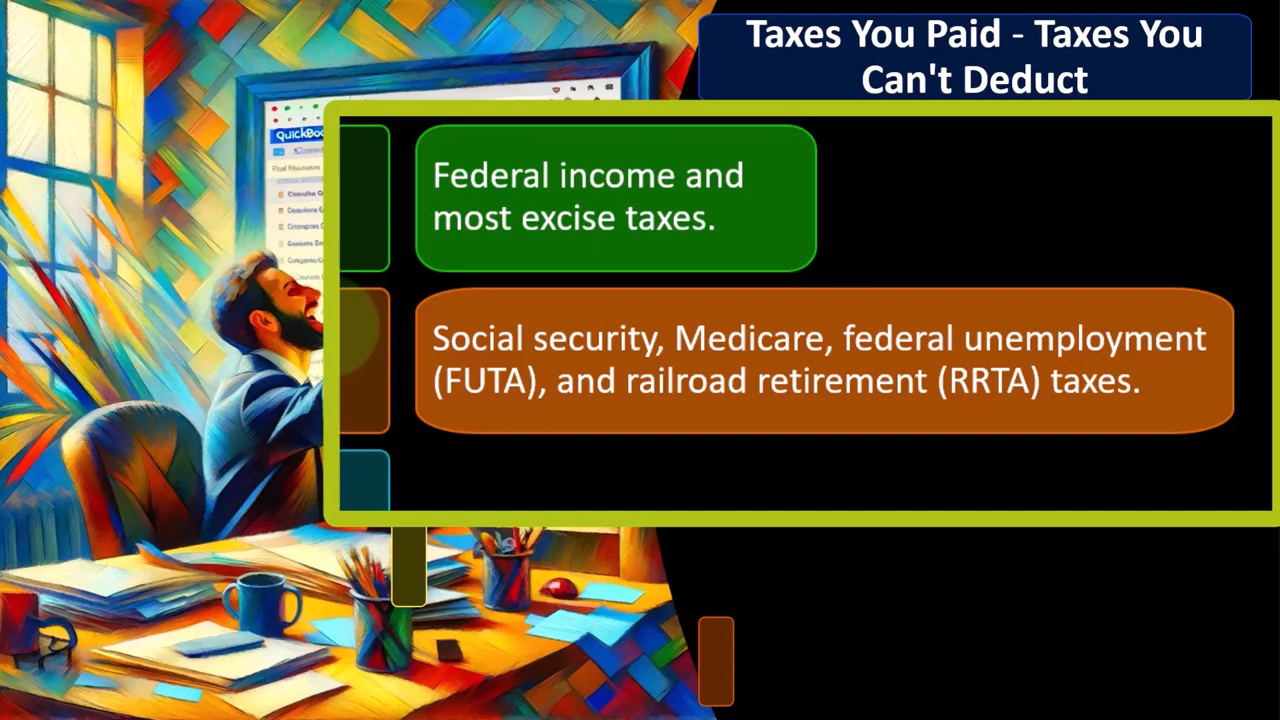 Taxes You Paid - Taxes You
Can't Deduct
QuickBoo
Federal income and
most excise taxes.
Social security, Medicare, federal unemployment
(FUTA), and railroad retirement (RRTA) taxes.